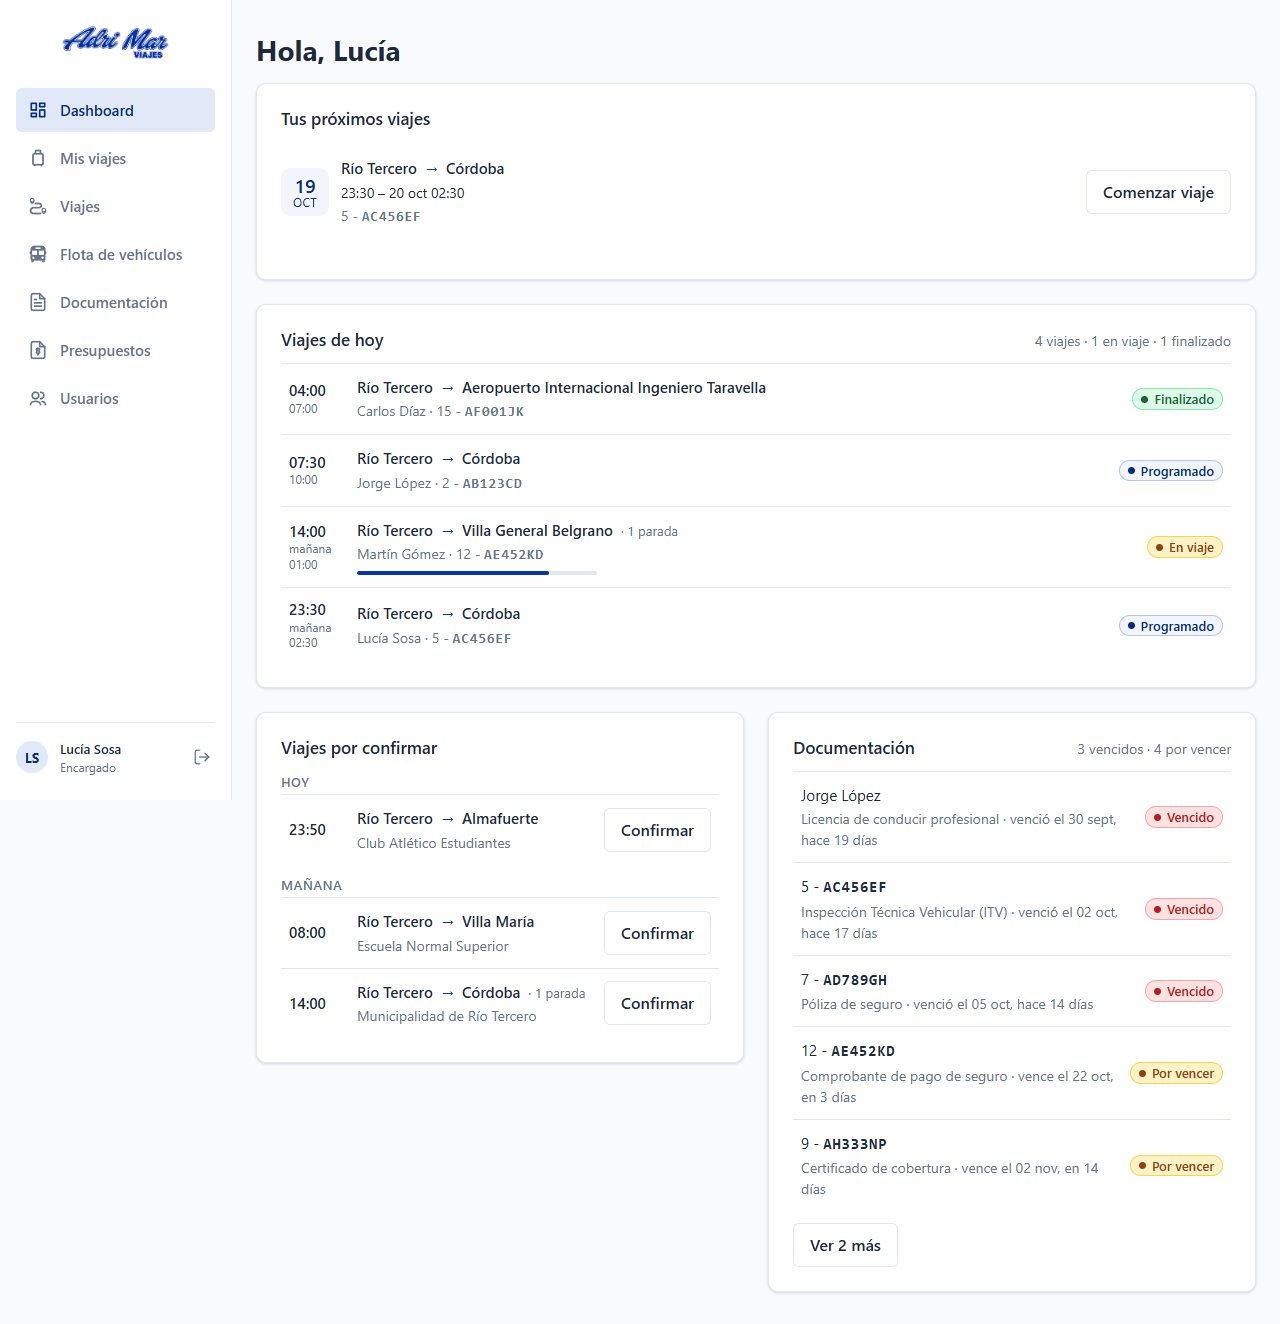 Adri Mar
VIAJES
Dashboard
Mis viajes
Viajes
Flota de vehículos
Documentación
Presupuestos
Usuarios
LS
Lucía Sosa
Encargado
Hola, Lucía
Tus próximos viajes
19
OCT
Río Tercero → Córdoba
23:30 – 20 oct 02:30
5 - AC456EF
Comenzar viaje
Viajes de hoy
4 viajes · 1 en viaje · 1 finalizado
04:00
07:00
Río Tercero → Aeropuerto Internacional Ingeniero Taravella
Carlos Díaz · 15 - AF001JK
Finalizado
07:30
10:00
Río Tercero → Córdoba
Jorge López · 2 - AB123CD
Programado
14:00
mañana
01:00
Río Tercero → Villa General Belgrano · 1 parada
Martín Gómez · 12 - AE452KD
En viaje
23:30
mañana
02:30
Río Tercero → Córdoba
Lucía Sosa · 5 - AC456EF
Programado
Viajes por confirmar
HOY
23:50
Río Tercero → Almafuerte
Club Atlético Estudiantes
Confirmar
MAÑANA
08:00
Río Tercero → Villa María
Escuela Normal Superior
Confirmar
14:00
Río Tercero → Córdoba · 1 parada
Municipalidad de Río Tercero
Confirmar
Documentación
3 vencidos · 4 por vencer
Jorge López
Licencia de conducir profesional · venció el 30 sept,
hace 19 días
Vencido
5 - AC456EF
Inspección Técnica Vehicular (ITV) · venció el 02 oct,
hace 17 días
Vencido
7 - AD789GH
Póliza de seguro · venció el 05 oct, hace 14 días
Vencido
12 - AE452KD
Comprobante de pago de seguro · vence el 22 oct,
en 3 días
Por vencer
9 - AH333NP
Certificado de cobertura · vence el 02 nov, en 14
días
Por vencer
Ver 2 más